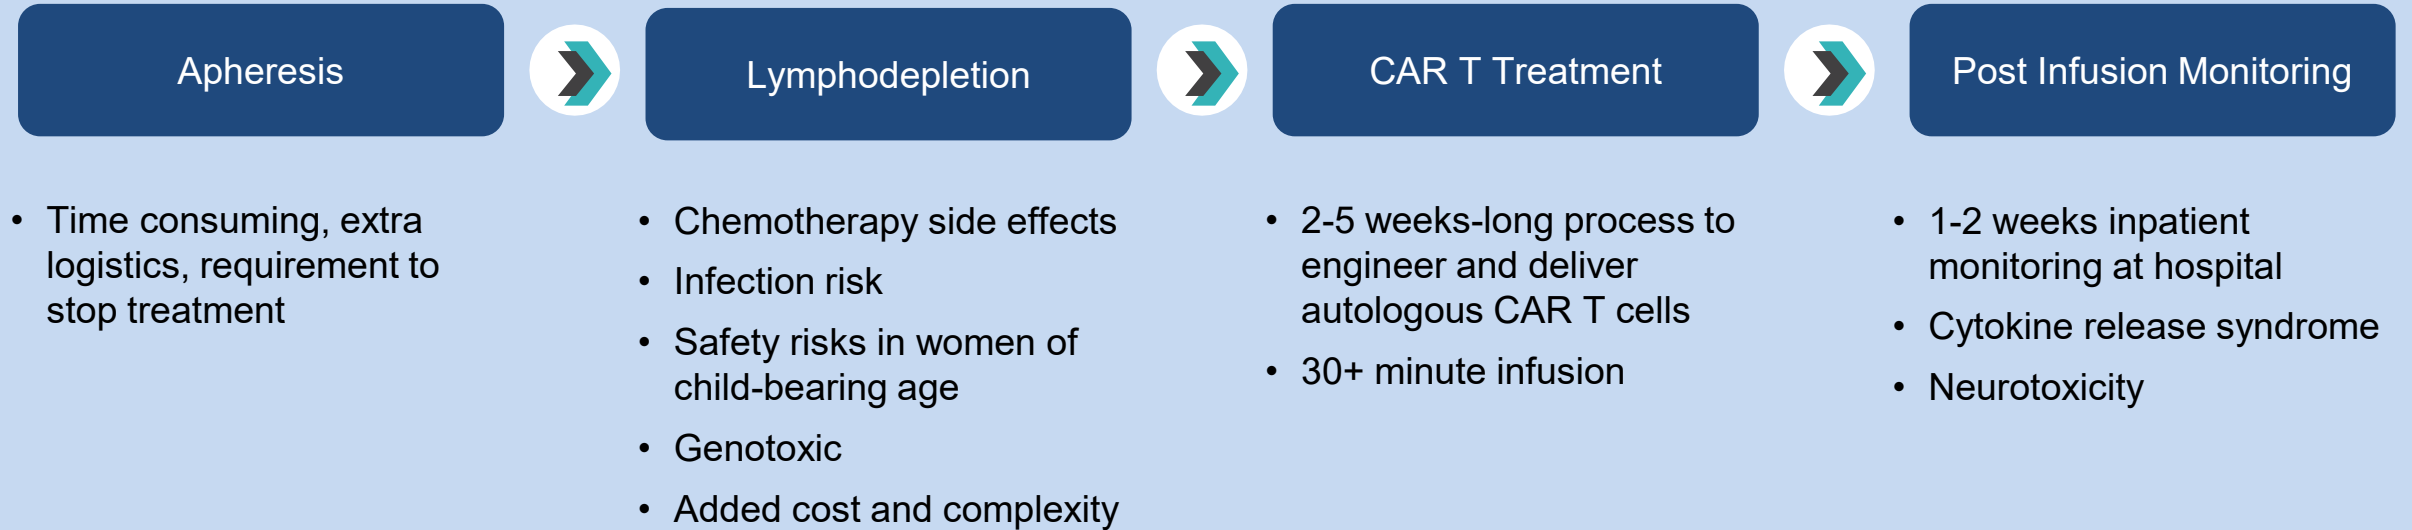 Apheresis
Lymphodepletion
CAR T Treatment
Post Infusion Monitoring
• Time consuming, extra
logistics, requirement to
stop treatment
• Chemotherapy side effects
• Infection risk
• Safety risks in women of
child-bearing age
• Genotoxic
• Added cost and complexity
• 2-5 weeks-long process to
engineer and deliver
autologous CAR T cells
• 30+ minute infusion
• 1-2 weeks inpatient
monitoring at hospital
• Cytokine release syndrome
• Neurotoxicity